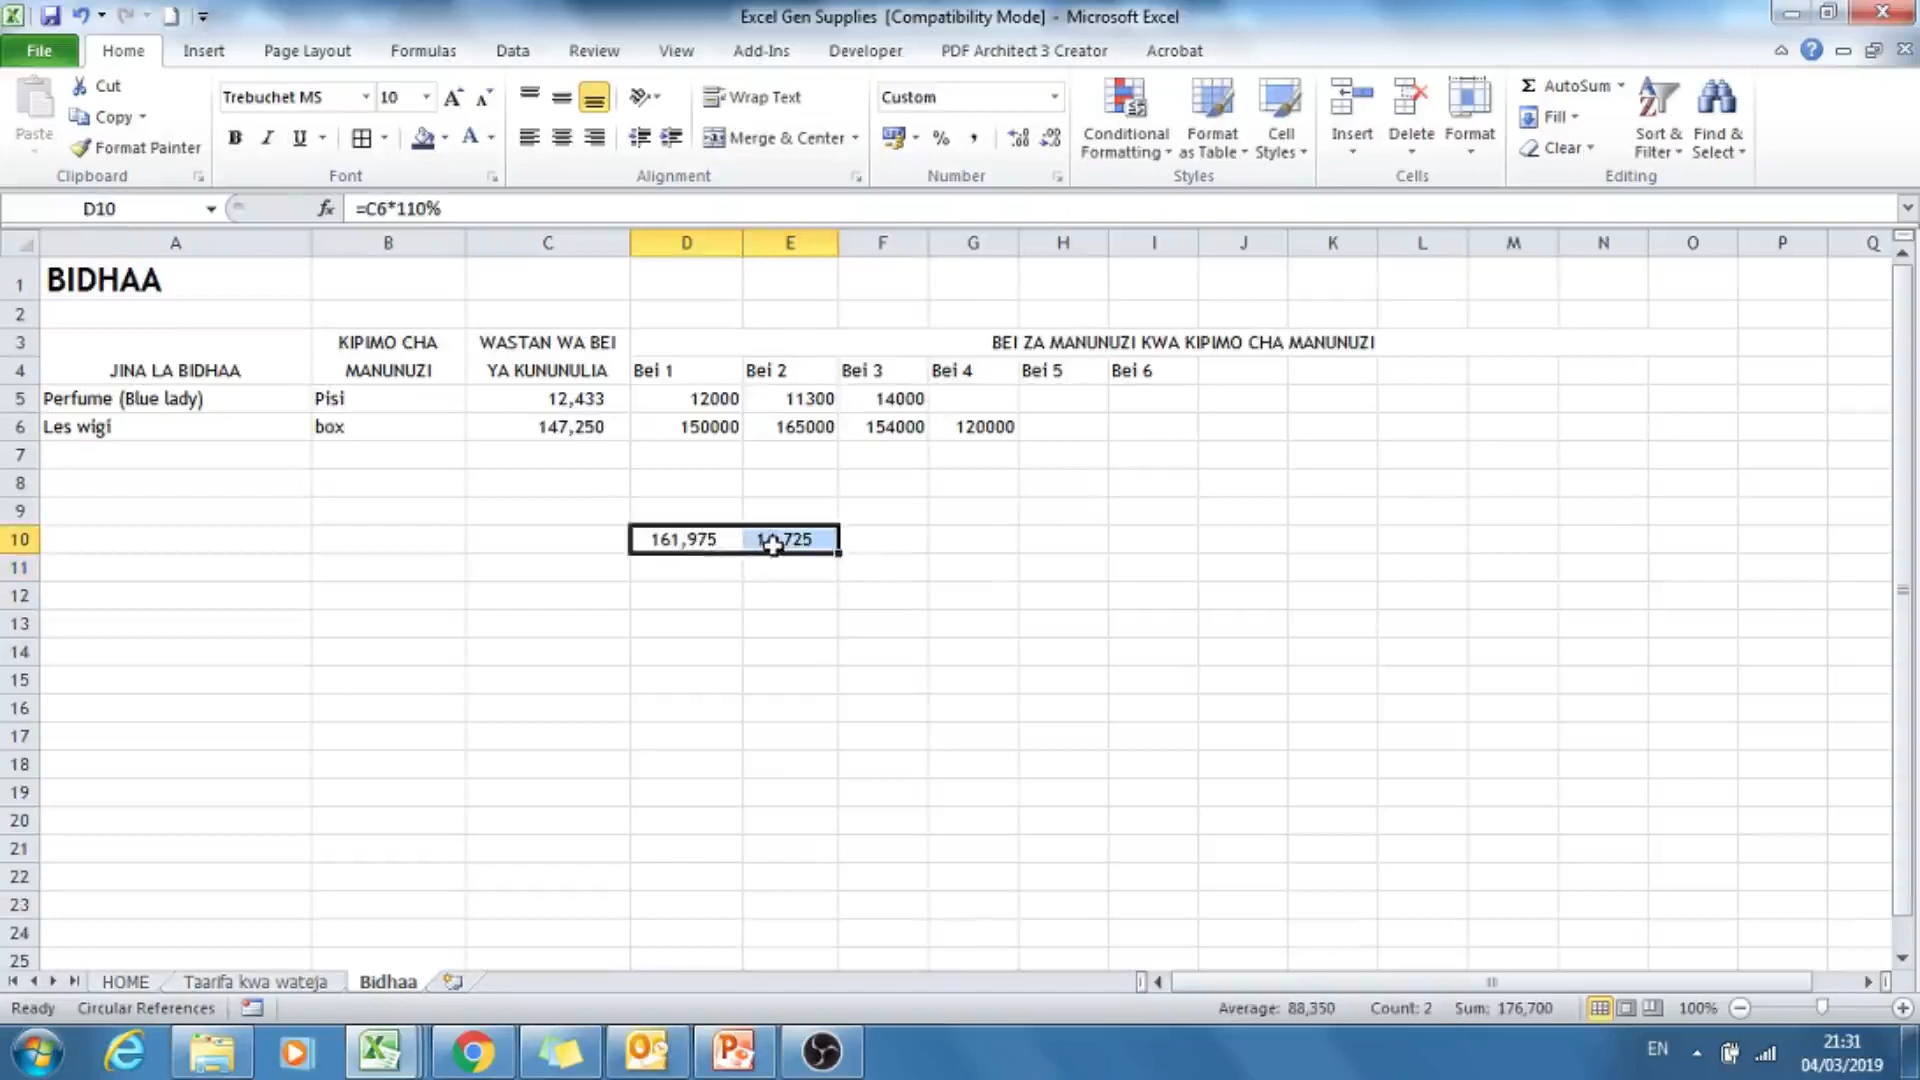 Excel Gen Supplies [Compatibility Mode] - Microsoft Excel
File Home Insert Page Layout Formulas Data Review View Add-Ins Developer PDF Architect 3 Creator Acrobat
Paste Cut Copy Format Painter
Clipboard
Trebuchet MS 10
B I U A
Font
Wrap Text
Merge & Center
Alignment
Custom
% ,
Number
Conditional Formatting Format as Table Cell Styles
Styles
Insert Delete Format
Cells
Σ AutoSum Fill Clear
Sort & Filter Find & Select
Editing
D10 fx =C6*110%
A B C D E F G H I J K L M N O P Q
1 BIDHAA
2
3 KIPIMO CHA WASTAN WA BEI BEI ZA MANUNUZI KWA KIPIMO CHA MANUNUZI
4 JINA LA BIDHAA MANUNUZI YA KUNUNULIA Bei 1 Bei 2 Bei 3 Bei 4 Bei 5 Bei 6
5 Perfume (Blue lady) Pisi 12,433 12000 11300 14000
6 Les wigi box 147,250 150000 165000 154000 120000
7
8
9
10 161,975
11
12
13
14
15
16
17
18
19
20
21
22
23
24
25
HOME Taarifa kwa wateja Bidhaa
Ready Circular References Average: 88,350 Count: 2 Sum: 176,700 100%
EN 21:31
04/03/2019